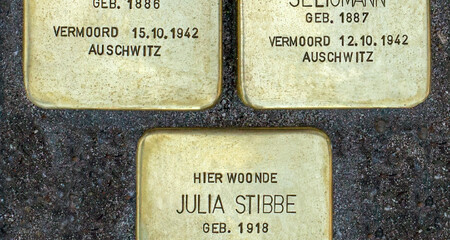 GEB. 1886
VERMOORD 15.10.1942
AUSCHWITZ
SELIGMANN
GEB. 1887
VERMOORD 12.10.1942
AUSCHWITZ
HIER WOONDE
JULIA STIBBE
GEB. 1918